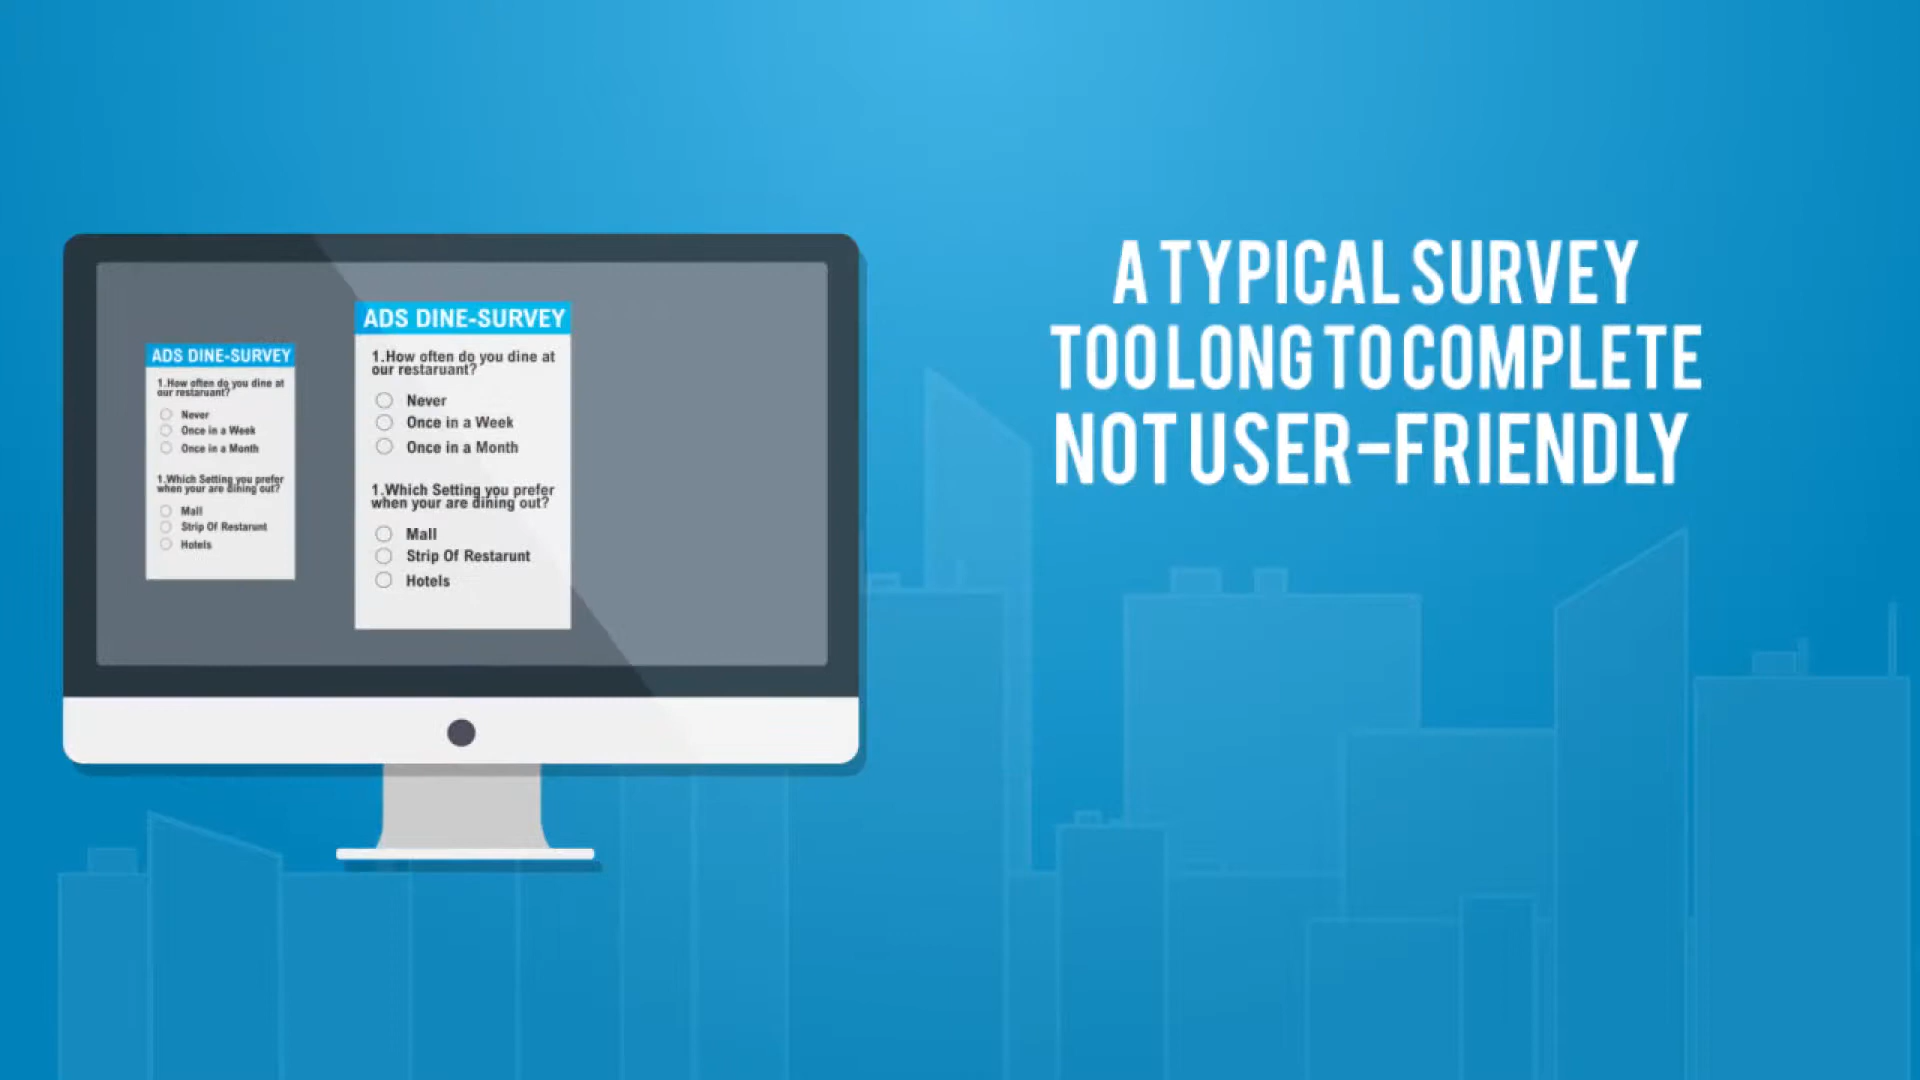 ADS DINE-SURVEY
1.How often do you dine at
our restaruant?
Never
Once in a Week
Once in a Month
1.Which Setting you prefer
when your are dining out?
Mall
Strip Of Restarunt
Hotels
ADS DINE-SURVEY
1.How often do you dine at
our restaruant?
Never
Once in a Week
Once in a Month
1.Which Setting you prefer
when your are dining out?
Mall
Strip Of Restarunt
Hotels
A TYPICAL SURVEY
TOO LONG TO COMPLETE
NOT USER-FRIENDLY